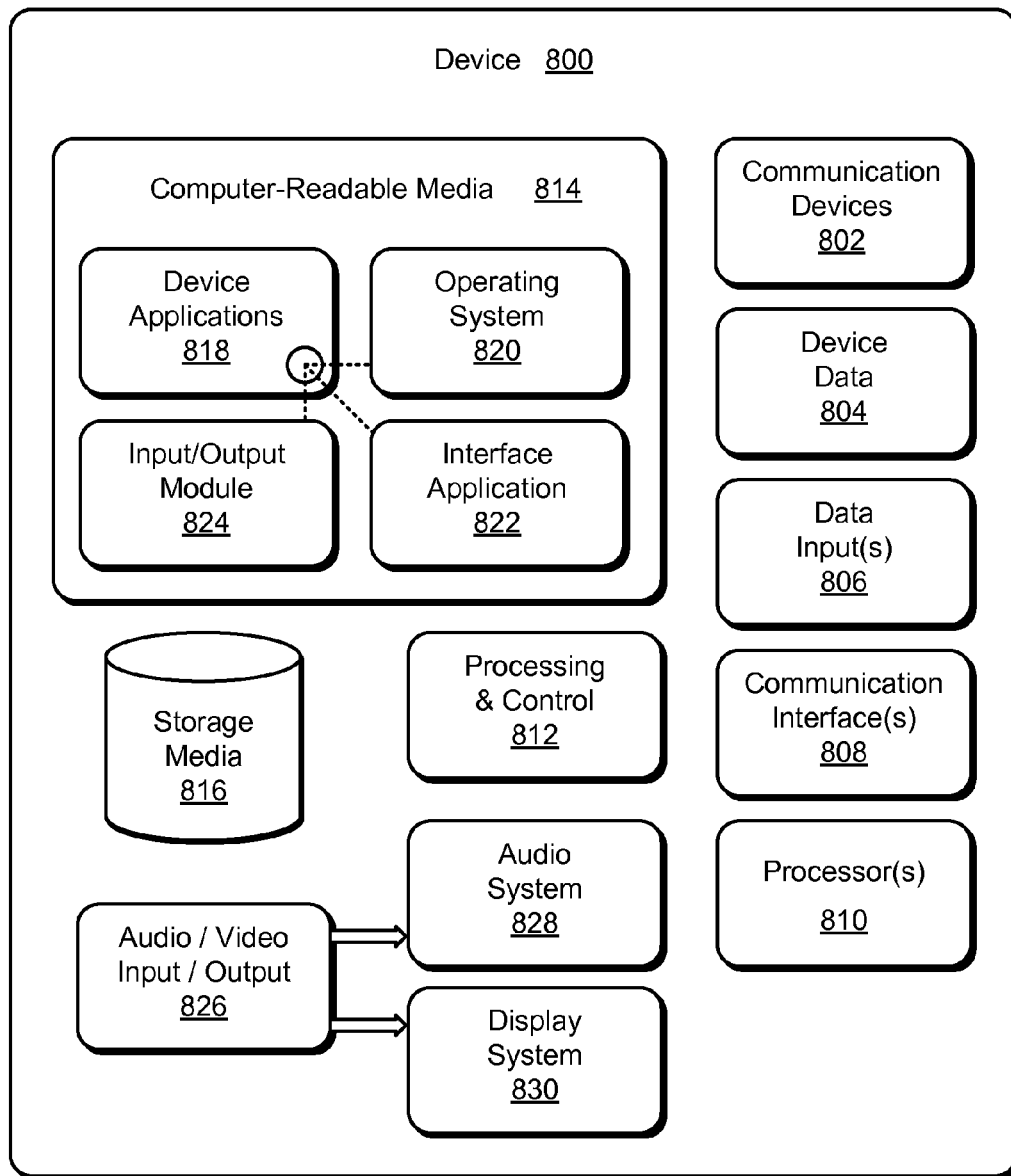 Device 800
Computer-Readable Media 814
Device
Applications
818
Operating
System
820
Input/Output
Module
824
Interface
Application
822
Communication
Devices
802
Device
Data
804
Data
Input(s)
806
Communication
Interface(s)
808
Processor(s)
810
Storage
Media
816
Processing
& Control
812
Audio / Video
Input / Output
826
Audio
System
828
Display
System
830